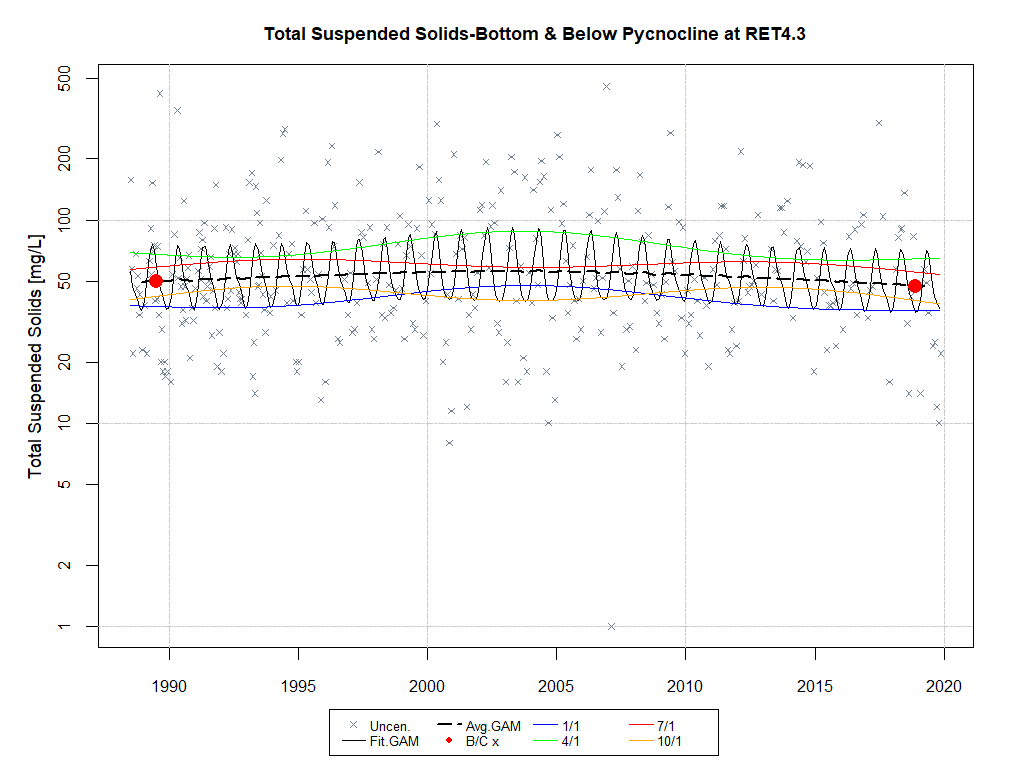 Total Suspended Solids-Bottom & Below Pycnocline at RET4.3
Total Suspended Solids [mg/L]
500
200
100
50
20
10
5
2
1
1990 1995 2000 2005 2010 2015 2020
Uncen. Avg.GAM 1/1 7/1
Fit.GAM B/C x 4/1 10/1